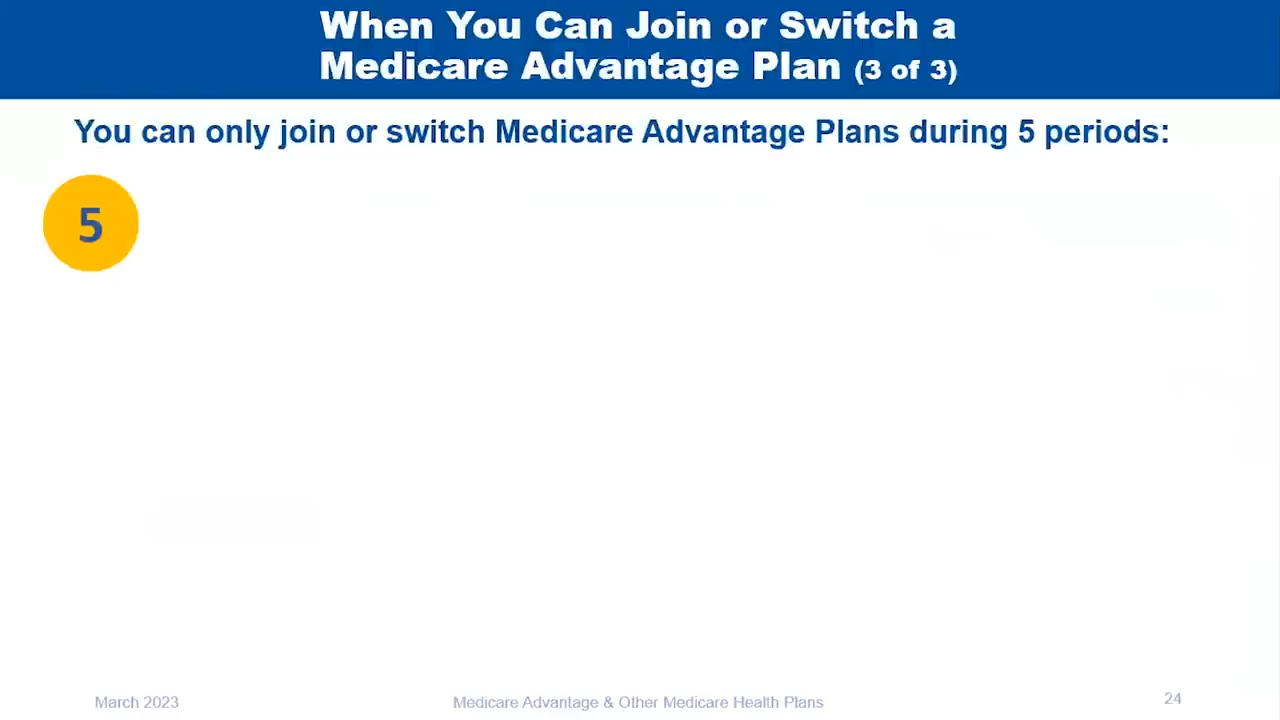 When You Can Join or Switch a
Medicare Advantage Plan (3 of 3)
You can only join or switch Medicare Advantage Plans during 5 periods:
5
March 2023
Medicare Advantage & Other Medicare Health Plans
24